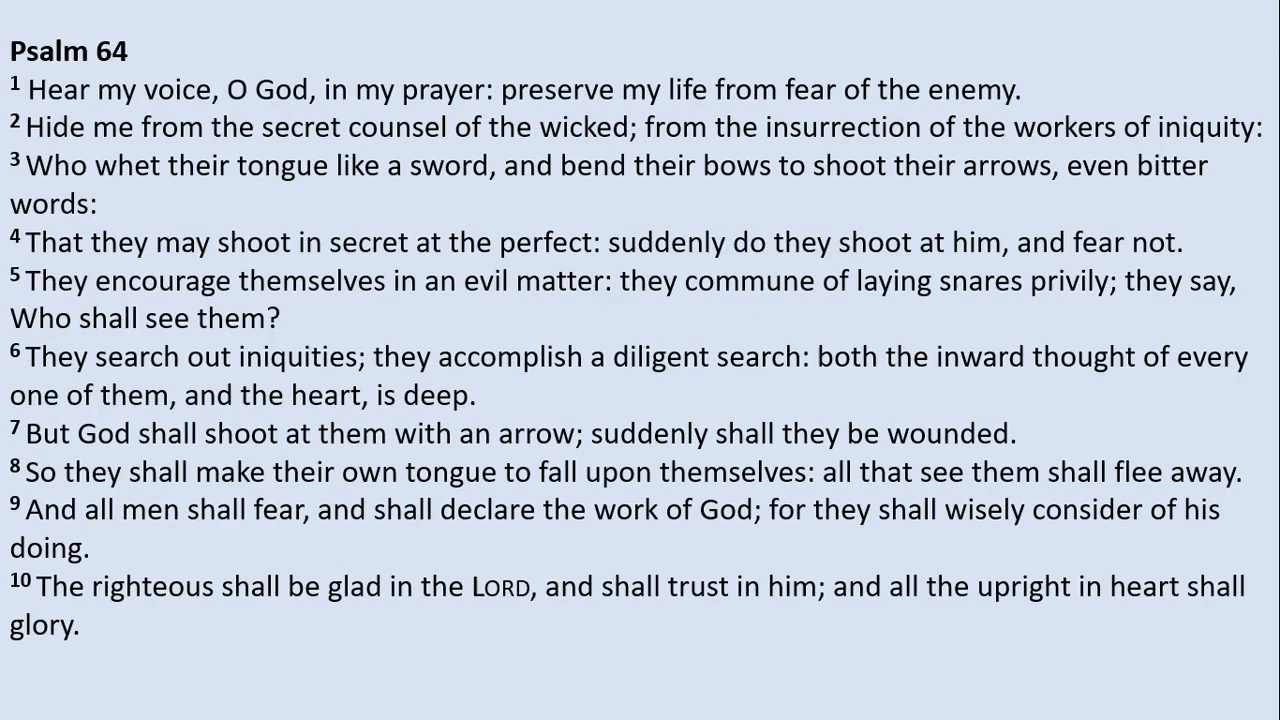 Psalm 64
1 Hear my voice, O God, in my prayer: preserve my life from fear of the enemy.
2 Hide me from the secret counsel of the wicked; from the insurrection of the workers of iniquity:
3 Who whet their tongue like a sword, and bend their bows to shoot their arrows, even bitter
words:
4 That they may shoot in secret at the perfect: suddenly do they shoot at him, and fear not.
5 They encourage themselves in an evil matter: they commune of laying snares privily; they say,
Who shall see them?
6 They search out iniquities; they accomplish a diligent search: both the inward thought of every
one of them, and the heart, is deep.
7 But God shall shoot at them with an arrow; suddenly shall they be wounded.
8 So they shall make their own tongue to fall upon themselves: all that see them shall flee away.
9 And all men shall fear, and shall declare the work of God; for they shall wisely consider of his
doing.
10 The righteous shall be glad in the LORD, and shall trust in him; and all the upright in heart shall
glory.